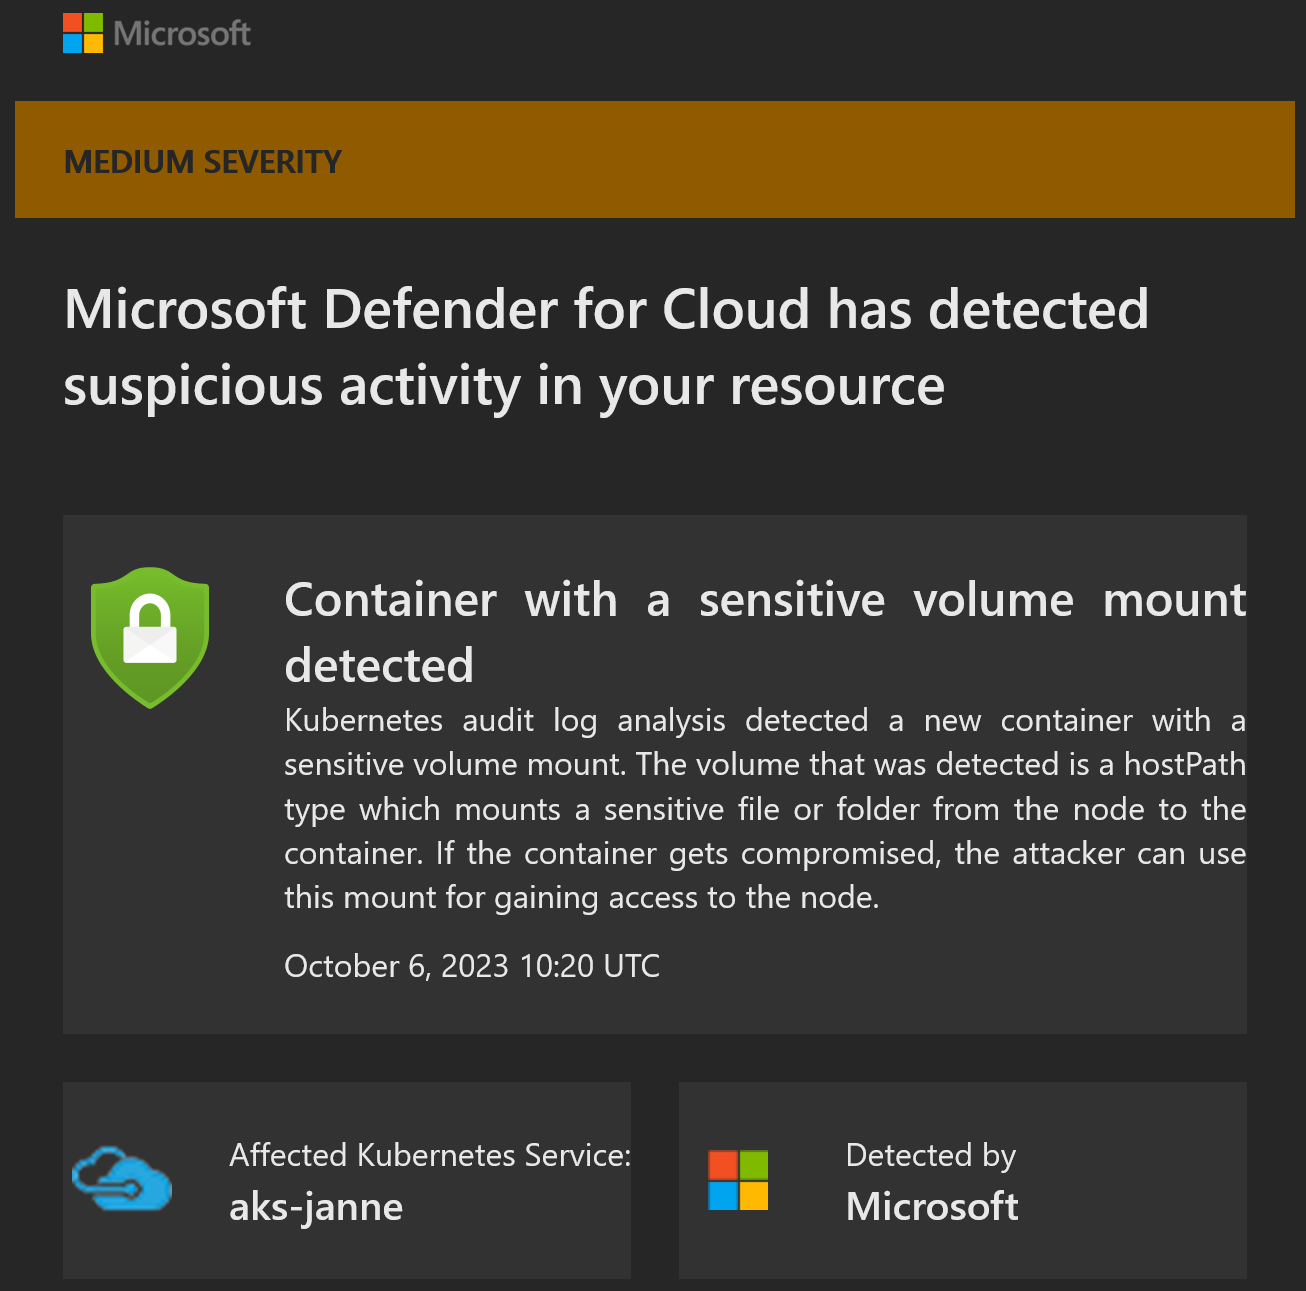 Microsoft
MEDIUM SEVERITY
Microsoft Defender for Cloud has detected
suspicious activity in your resource
Container with a sensitive volume mount
detected
Kubernetes audit log analysis detected a new container with a
sensitive volume mount. The volume that was detected is a hostPath
type which mounts a sensitive file or folder from the node to the
container. If the container gets compromised, the attacker can use
this mount for gaining access to the node.
October 6, 2023 10:20 UTC
Affected Kubernetes Service:
aks-janne
Detected by
Microsoft